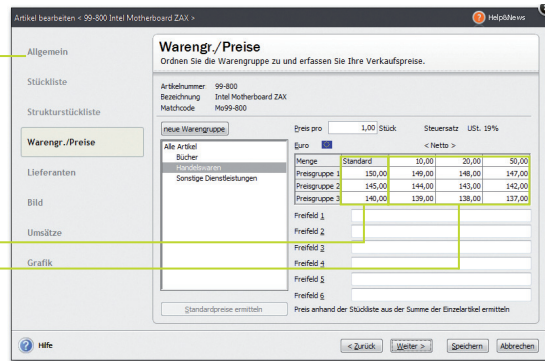 Artikel bearbeiten < 99-800 Intel Motherboard ZAX >
Help&News
Allgemein
Stückliste
Strukturstückliste
Warengr./Preise
Lieferanten
Bild
Umsätze
Grafik
Warengr./Preise
Ordnen Sie die Warengruppe zu und erfassen Sie Ihre Verkaufspreise.
Artikelnummer 99-800
Bezeichnung Intel Motherboard ZAX
Matchcode Mo99-800
neue Warengruppe
Alle Artikel
Bücher
Handelswaren
Sonstige Dienstleistungen
Standardpreise ermitteln
Preis pro 1,00 Stück Steuersatz USt. 19%
Euro < Netto >
Menge Standard 10,00 20,00 50,00
Preisgruppe 1 150,00 149,00 148,00 147,00
Preisgruppe 2 145,00 144,00 143,00 142,00
Preisgruppe 3 140,00 139,00 138,00 137,00
Freifeld 1
Freifeld 2
Freifeld 3
Freifeld 4
Freifeld 5
Freifeld 6
Preis anhand der Stückliste aus der Summe der Einzelartikel ermitteln
Hilfe
< Zurück
Weiter >
Speichern
Abbrechen